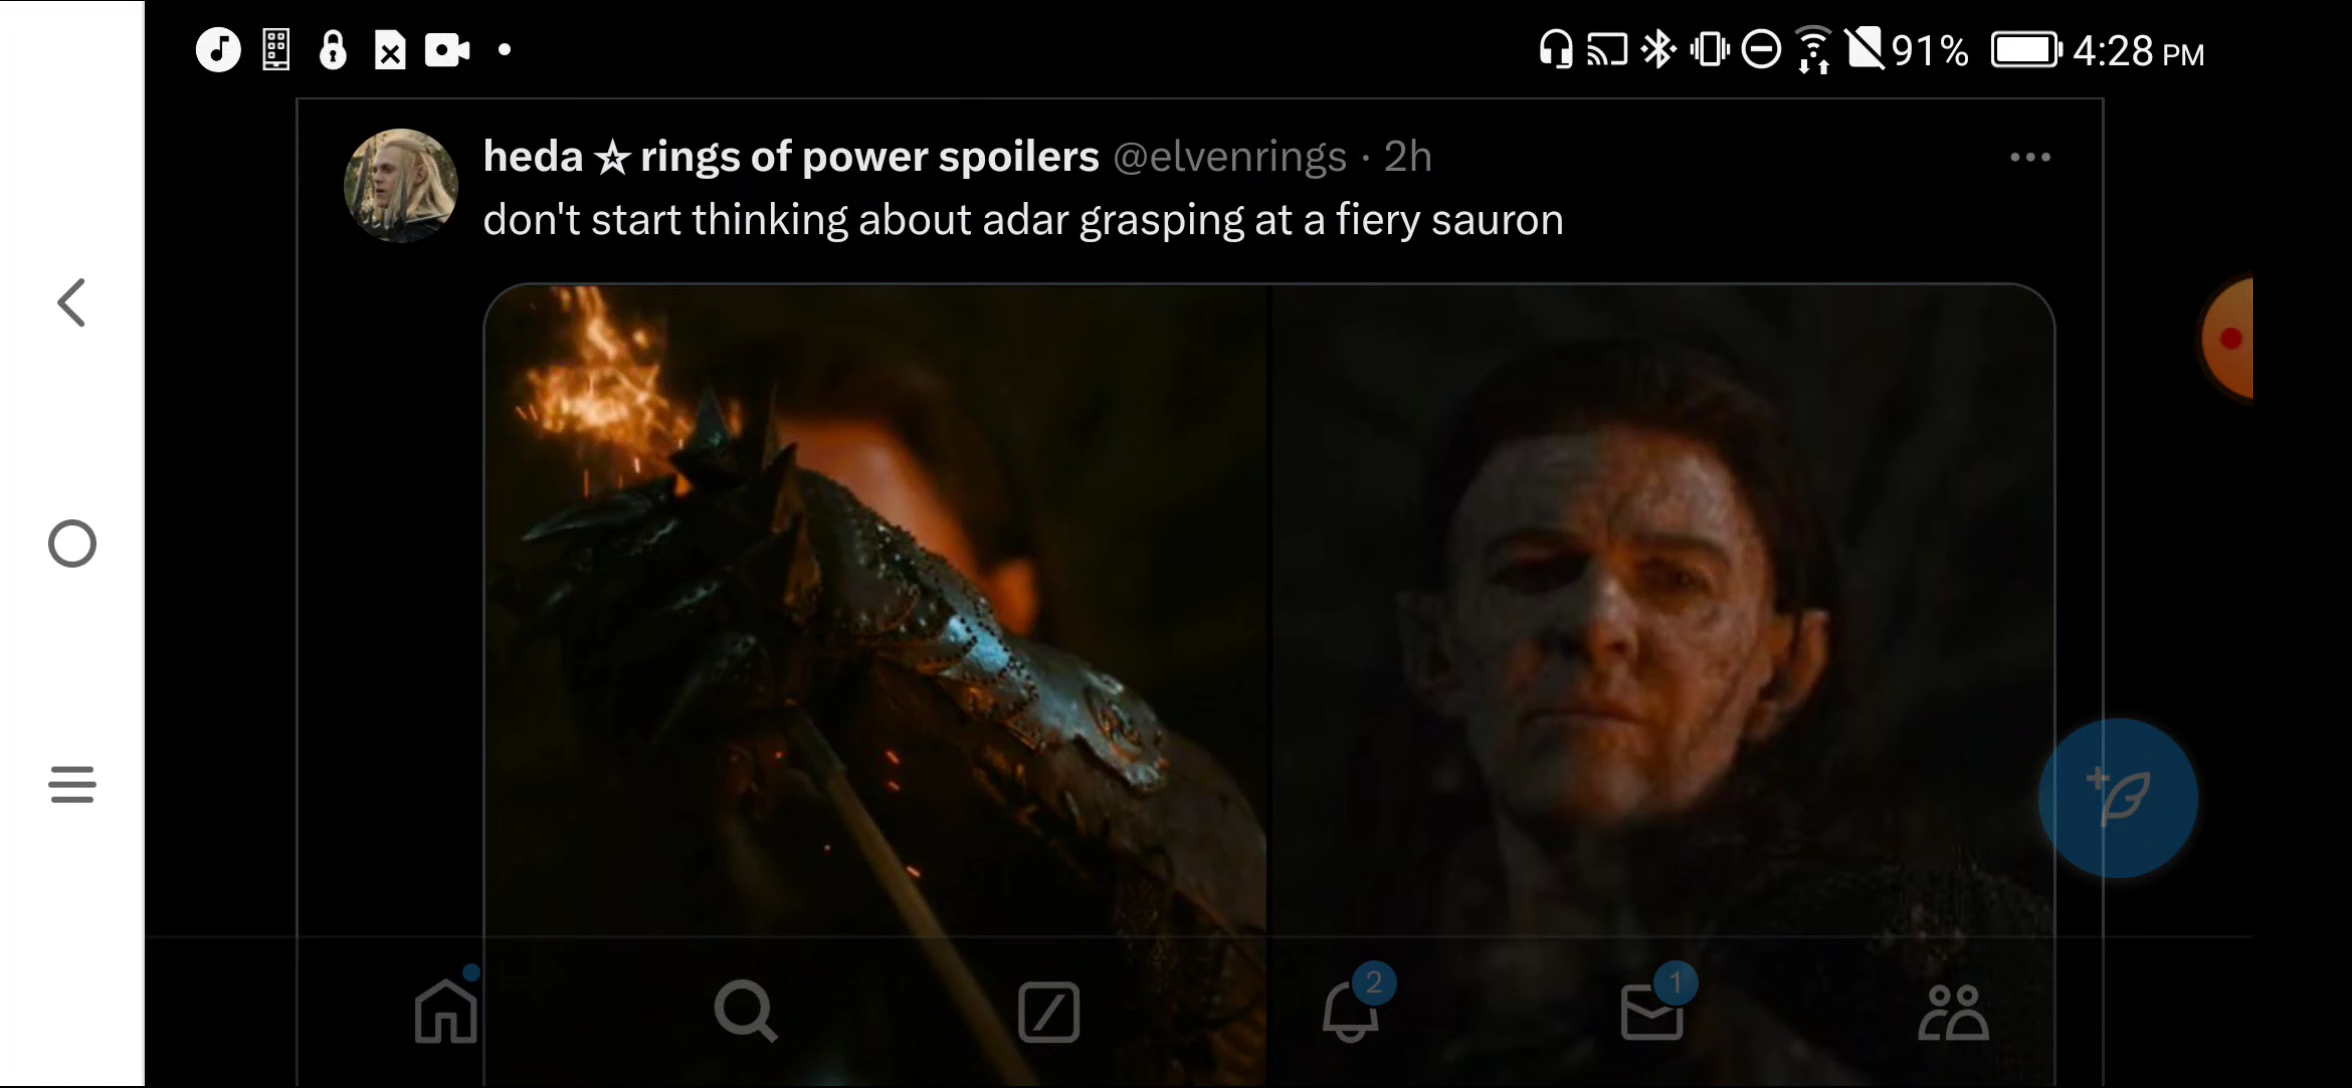 91% 4:28 PM
heda ☆ rings of power spoilers @elvenrings · 2h
don't start thinking about adar grasping at a fiery sauron
2
1